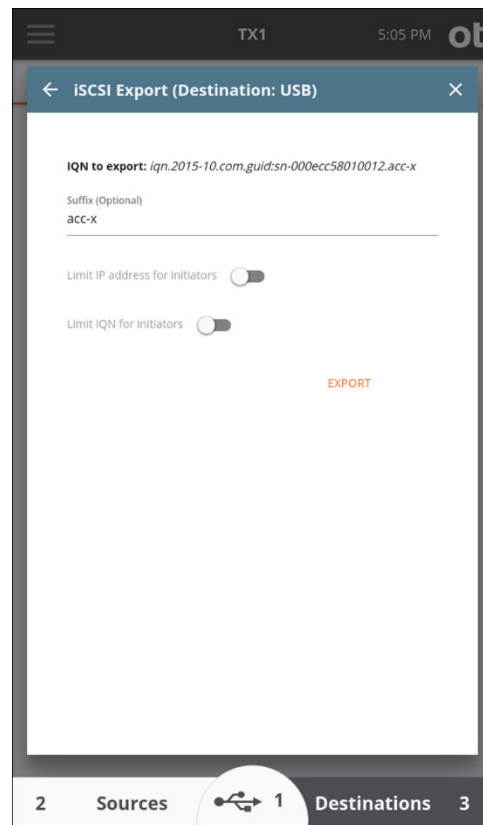 TX1 5:05 PM ot
iSCSI Export (Destination: USB)
IQN to export: iqn.2015-10.com.guid:sn-000ecc58010012.acc-x
Suffix (Optional)
acc-x
Limit IP address for initiators
Limit IQN for initiators
EXPORT
2 Sources 1 Destinations 3